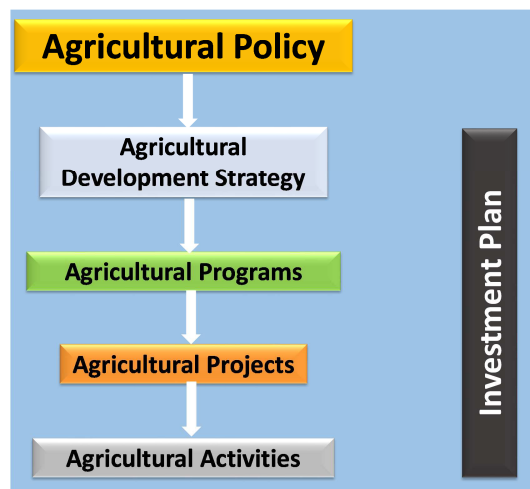 Agricultural Policy
Agricultural
Development Strategy
Agricultural Programs
Agricultural Projects
Agricultural Activities
Investment Plan